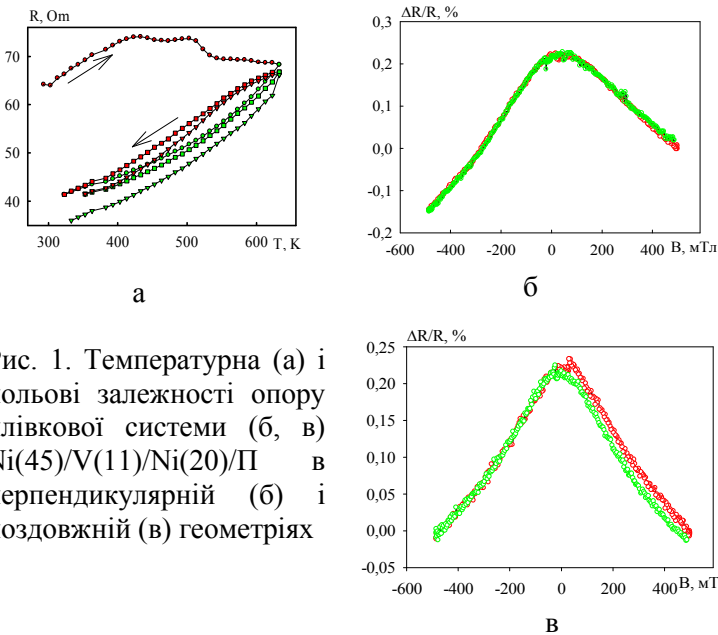 R, Om
70
60
50
40
300 400 500 600 T, K
а
ΔR/R, %
0,3
0,2
0,1
0,0
-0,1
-0,2
-600 -400 -200 0 200 400 B, мТл
б
ис. 1. Температурна (а) і
ольові залежності опору
лівкової системи (б, в)
Ni(45)/V(11)/Ni(20)/П в
ерпендикулярній (б) і
оздовжній (в) геометріях
ΔR/R, %
0,25
0,20
0,15
0,10
0,05
0,00
-0,05
-600 -400 -200 0 200 400 B, мТ
в